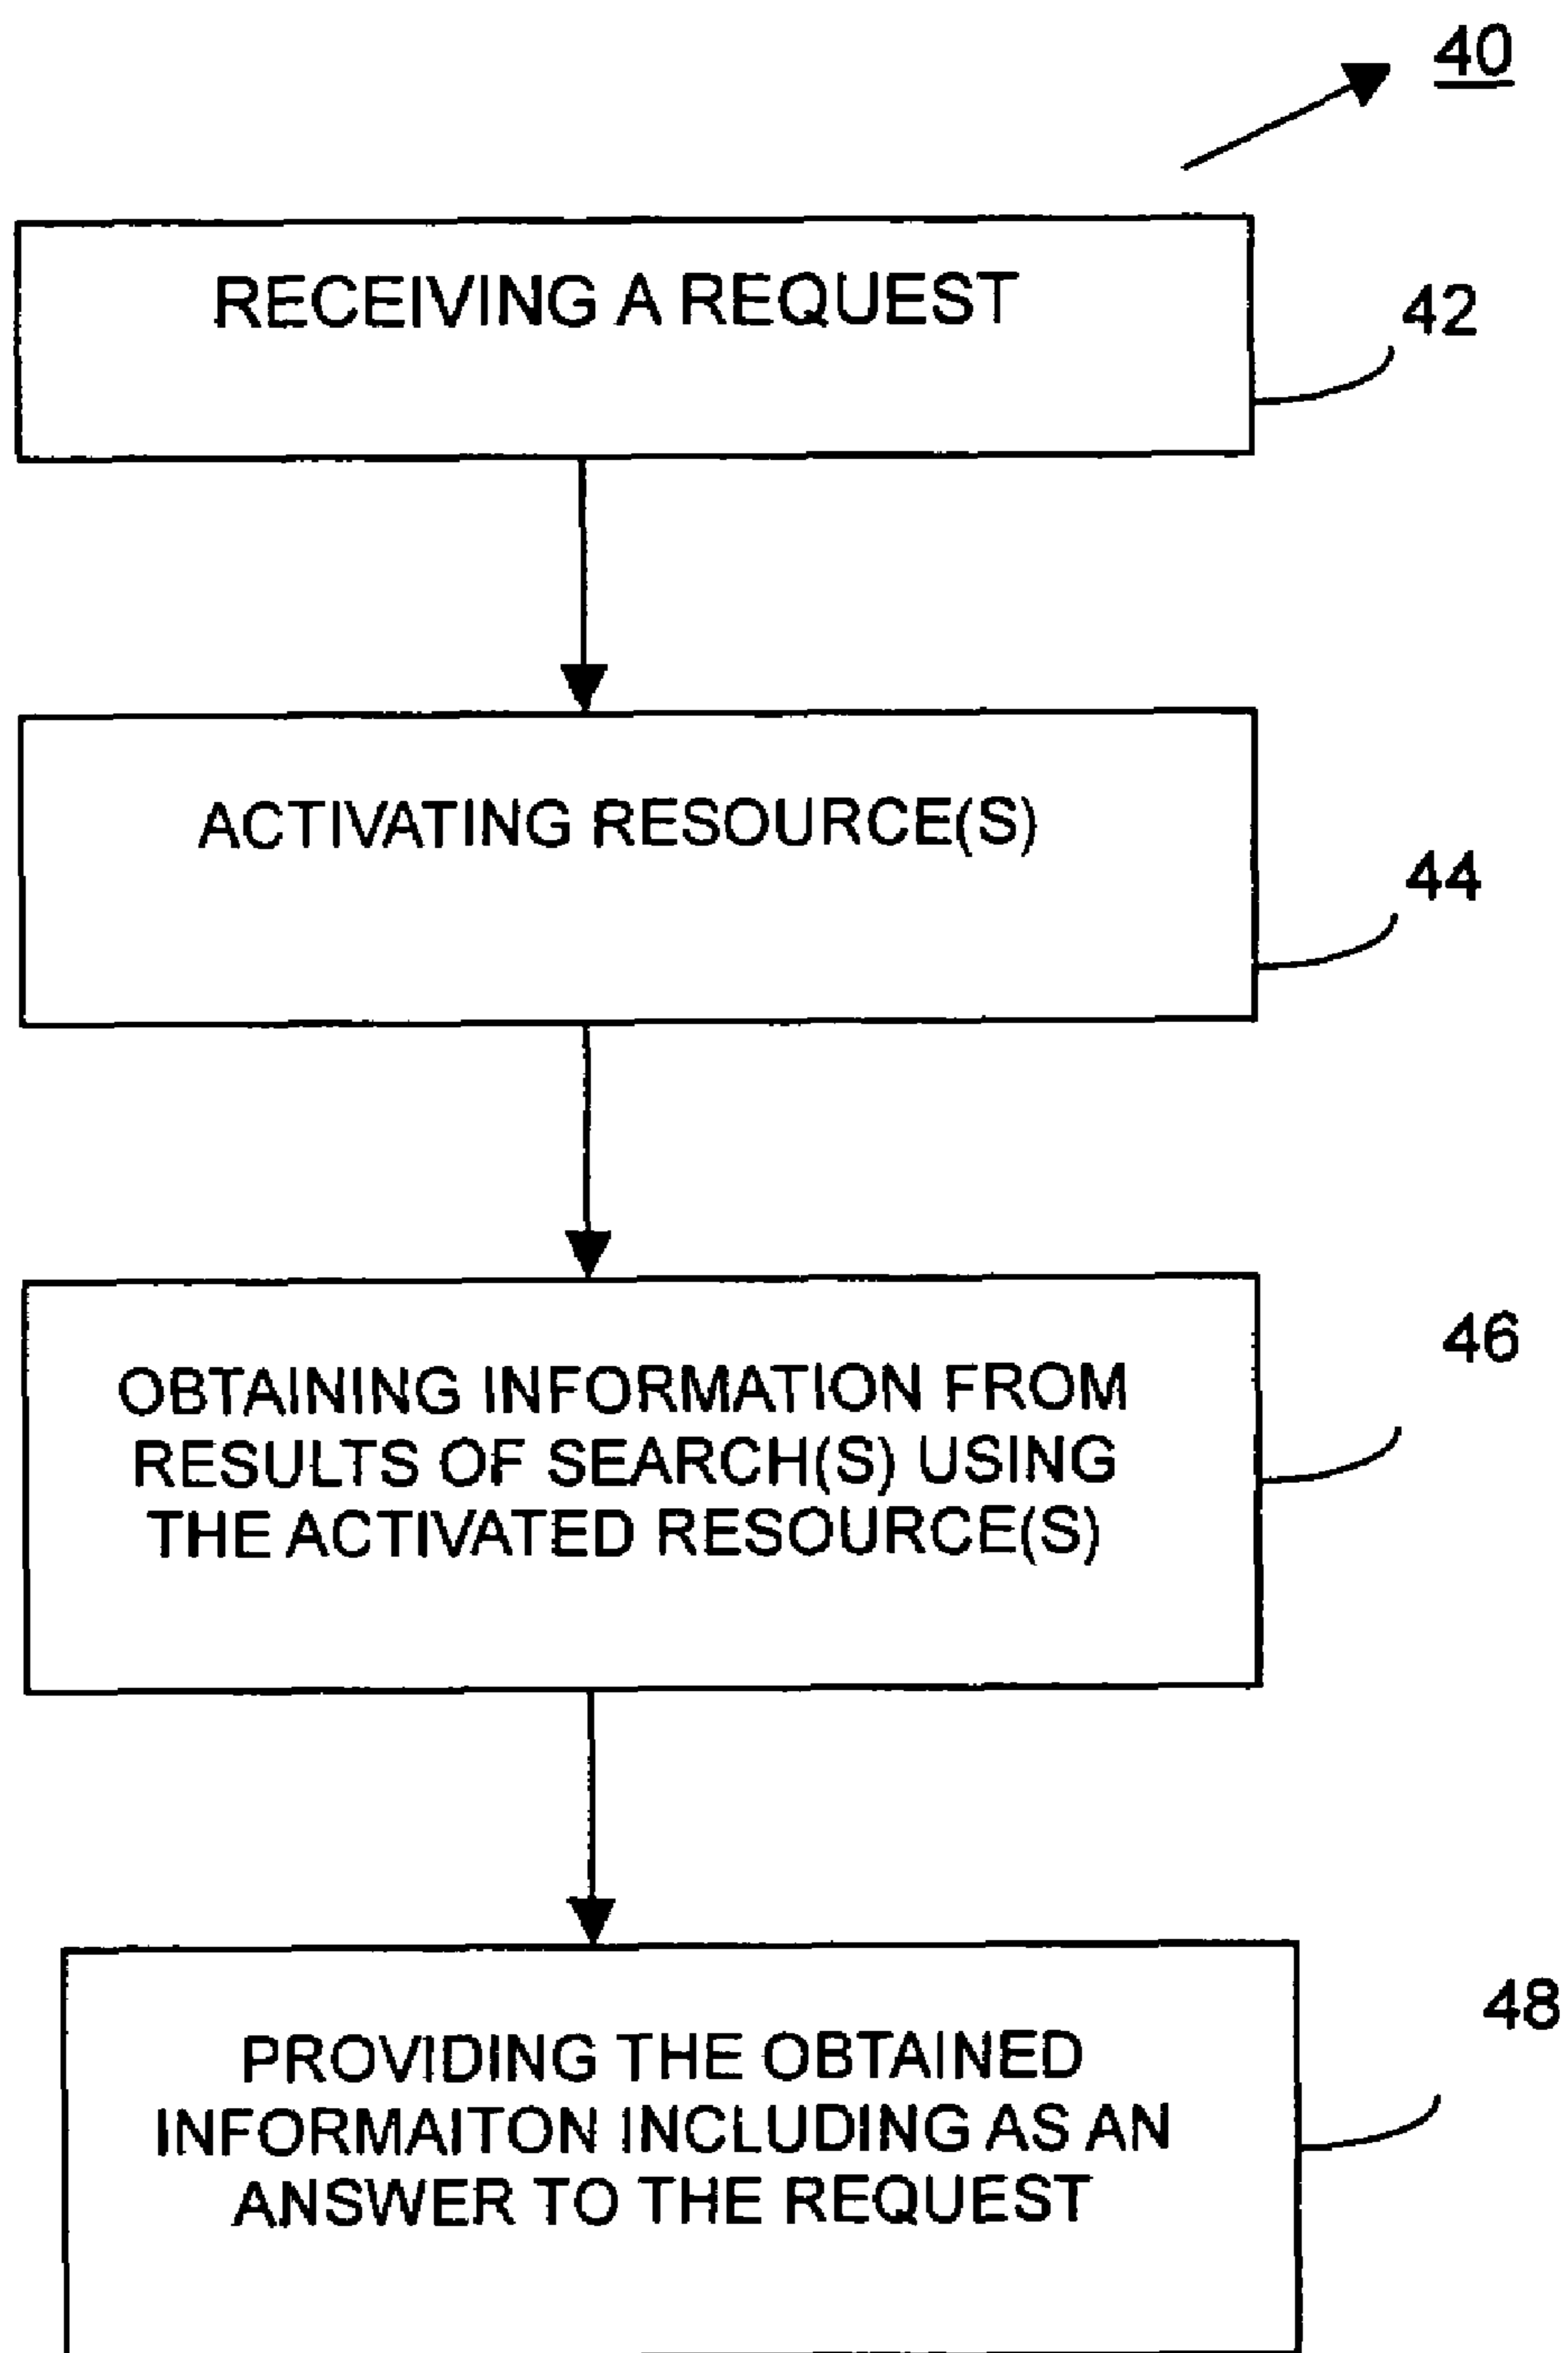 40
RECEIVING A REQUEST
42
ACTIVATING RESOURCE(S)
44
OBTAINING INFORMATION FROM
RESULTS OF SEARCH(S) USING
THE ACTIVATED RESOURCE(S)
46
PROVIDING THE OBTAINED
INFORMAITON INCLUDING AS AN
ANSWER TO THE REQUEST
48